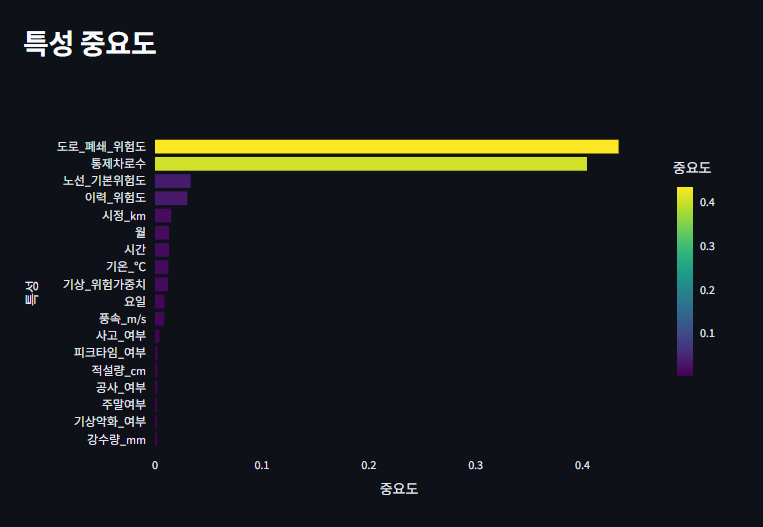 특성 중요도
도로_폐쇄_위험도
통제차로수
노선_기본위험도
이력_위험도
시정_km
월
시간
기온_℃
기상_위험가중치
요일
풍속_m/s
사고_여부
피크타임_여부
적설량_cm
공사_여부
주말여부
기상악화_여부
강수량_mm
특성
0
0.1
0.2
0.3
0.4
중요도
중요도
0.4
0.3
0.2
0.1